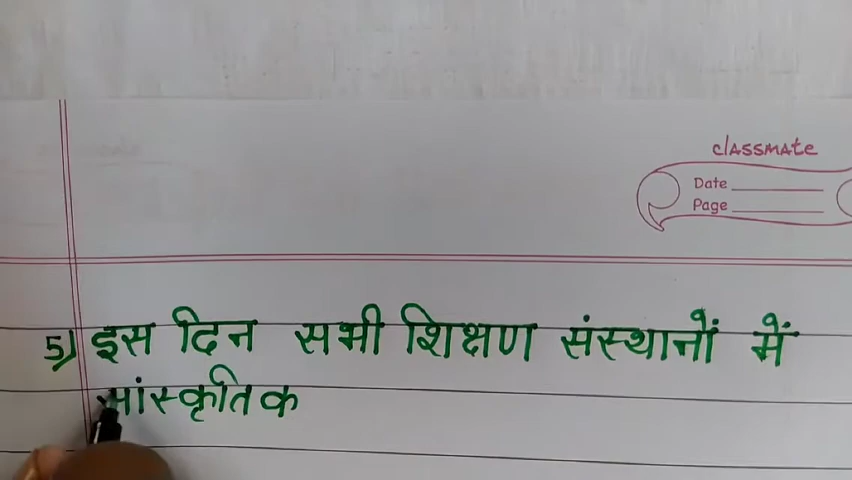 classmate
Date
Page
5) इस दिन सभी शिक्षण संस्थानों में
सांस्कृतिक